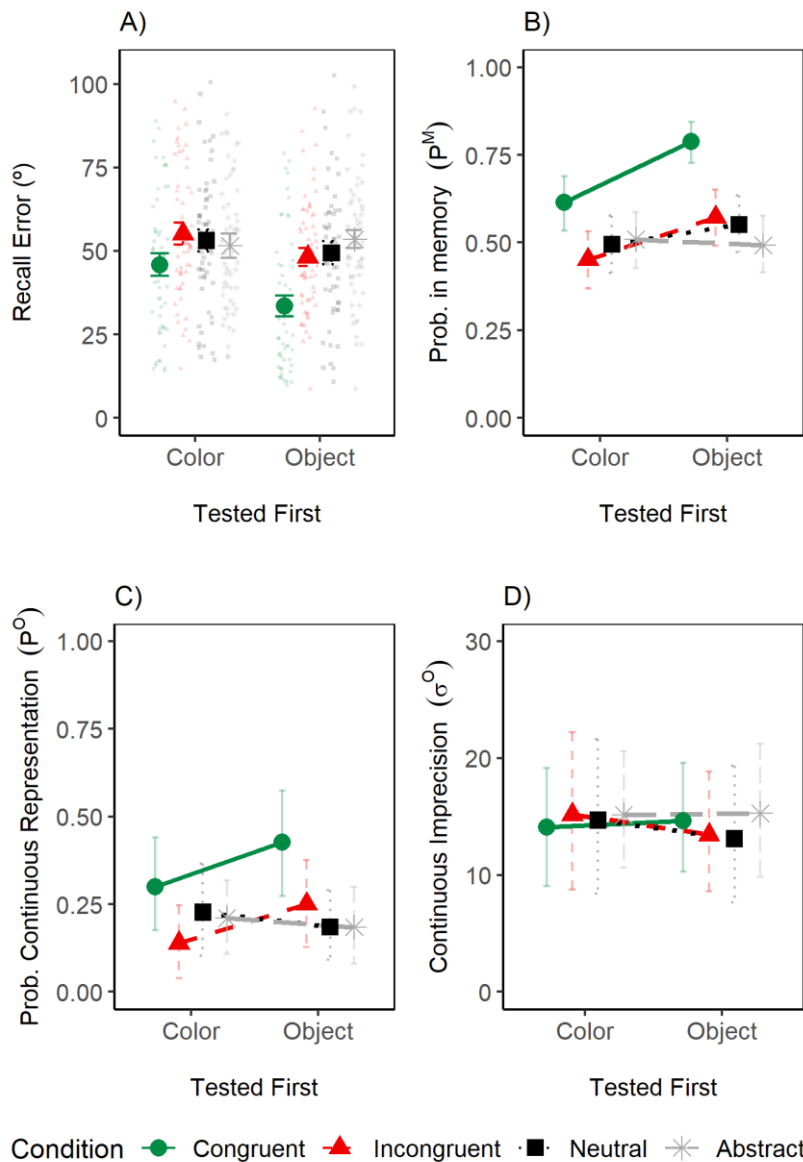 A)
Recall Error (º)
100
75
50
25
0
Color Object
Tested First
B)
Prob. in memory (Pᴹ)
1.00
0.75
0.50
0.25
0.00
Color Object
Tested First
C)
Prob. Continuous Representation (Pᴼ)
1.00
0.75
0.50
0.25
0.00
Color Object
Tested First
D)
Continuous Imprecision (σᴼ)
30
20
10
0
Color Object
Tested First
Condition Congruent Incongruent Neutral Abstract